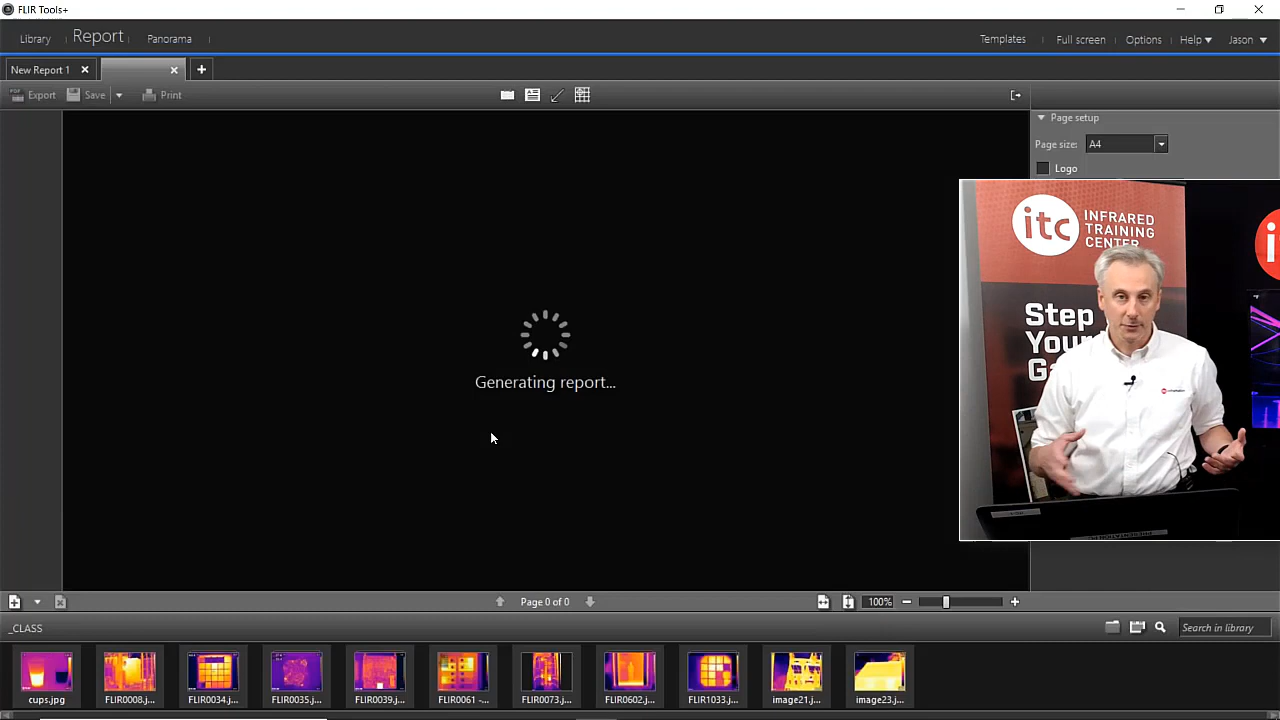 FLIR Tools+
Library Report Panorama Templates Full screen Options Help Jason
New Report 1
Export Save Print
Page setup
Page size: A4
Logo
itc INFRARED
TRAINING
CENTER
Step
Your
Generating report...
Page 0 of 0 100%
_CLASS Search in library
cups.jpg FLIR0008.j... FLIR0034.j... FLIR0035.j... FLIR0039.j... FLIR0061 -... FLIR0073.j... FLIR0602.j... FLIR1033.j... image21.j... image23.j...